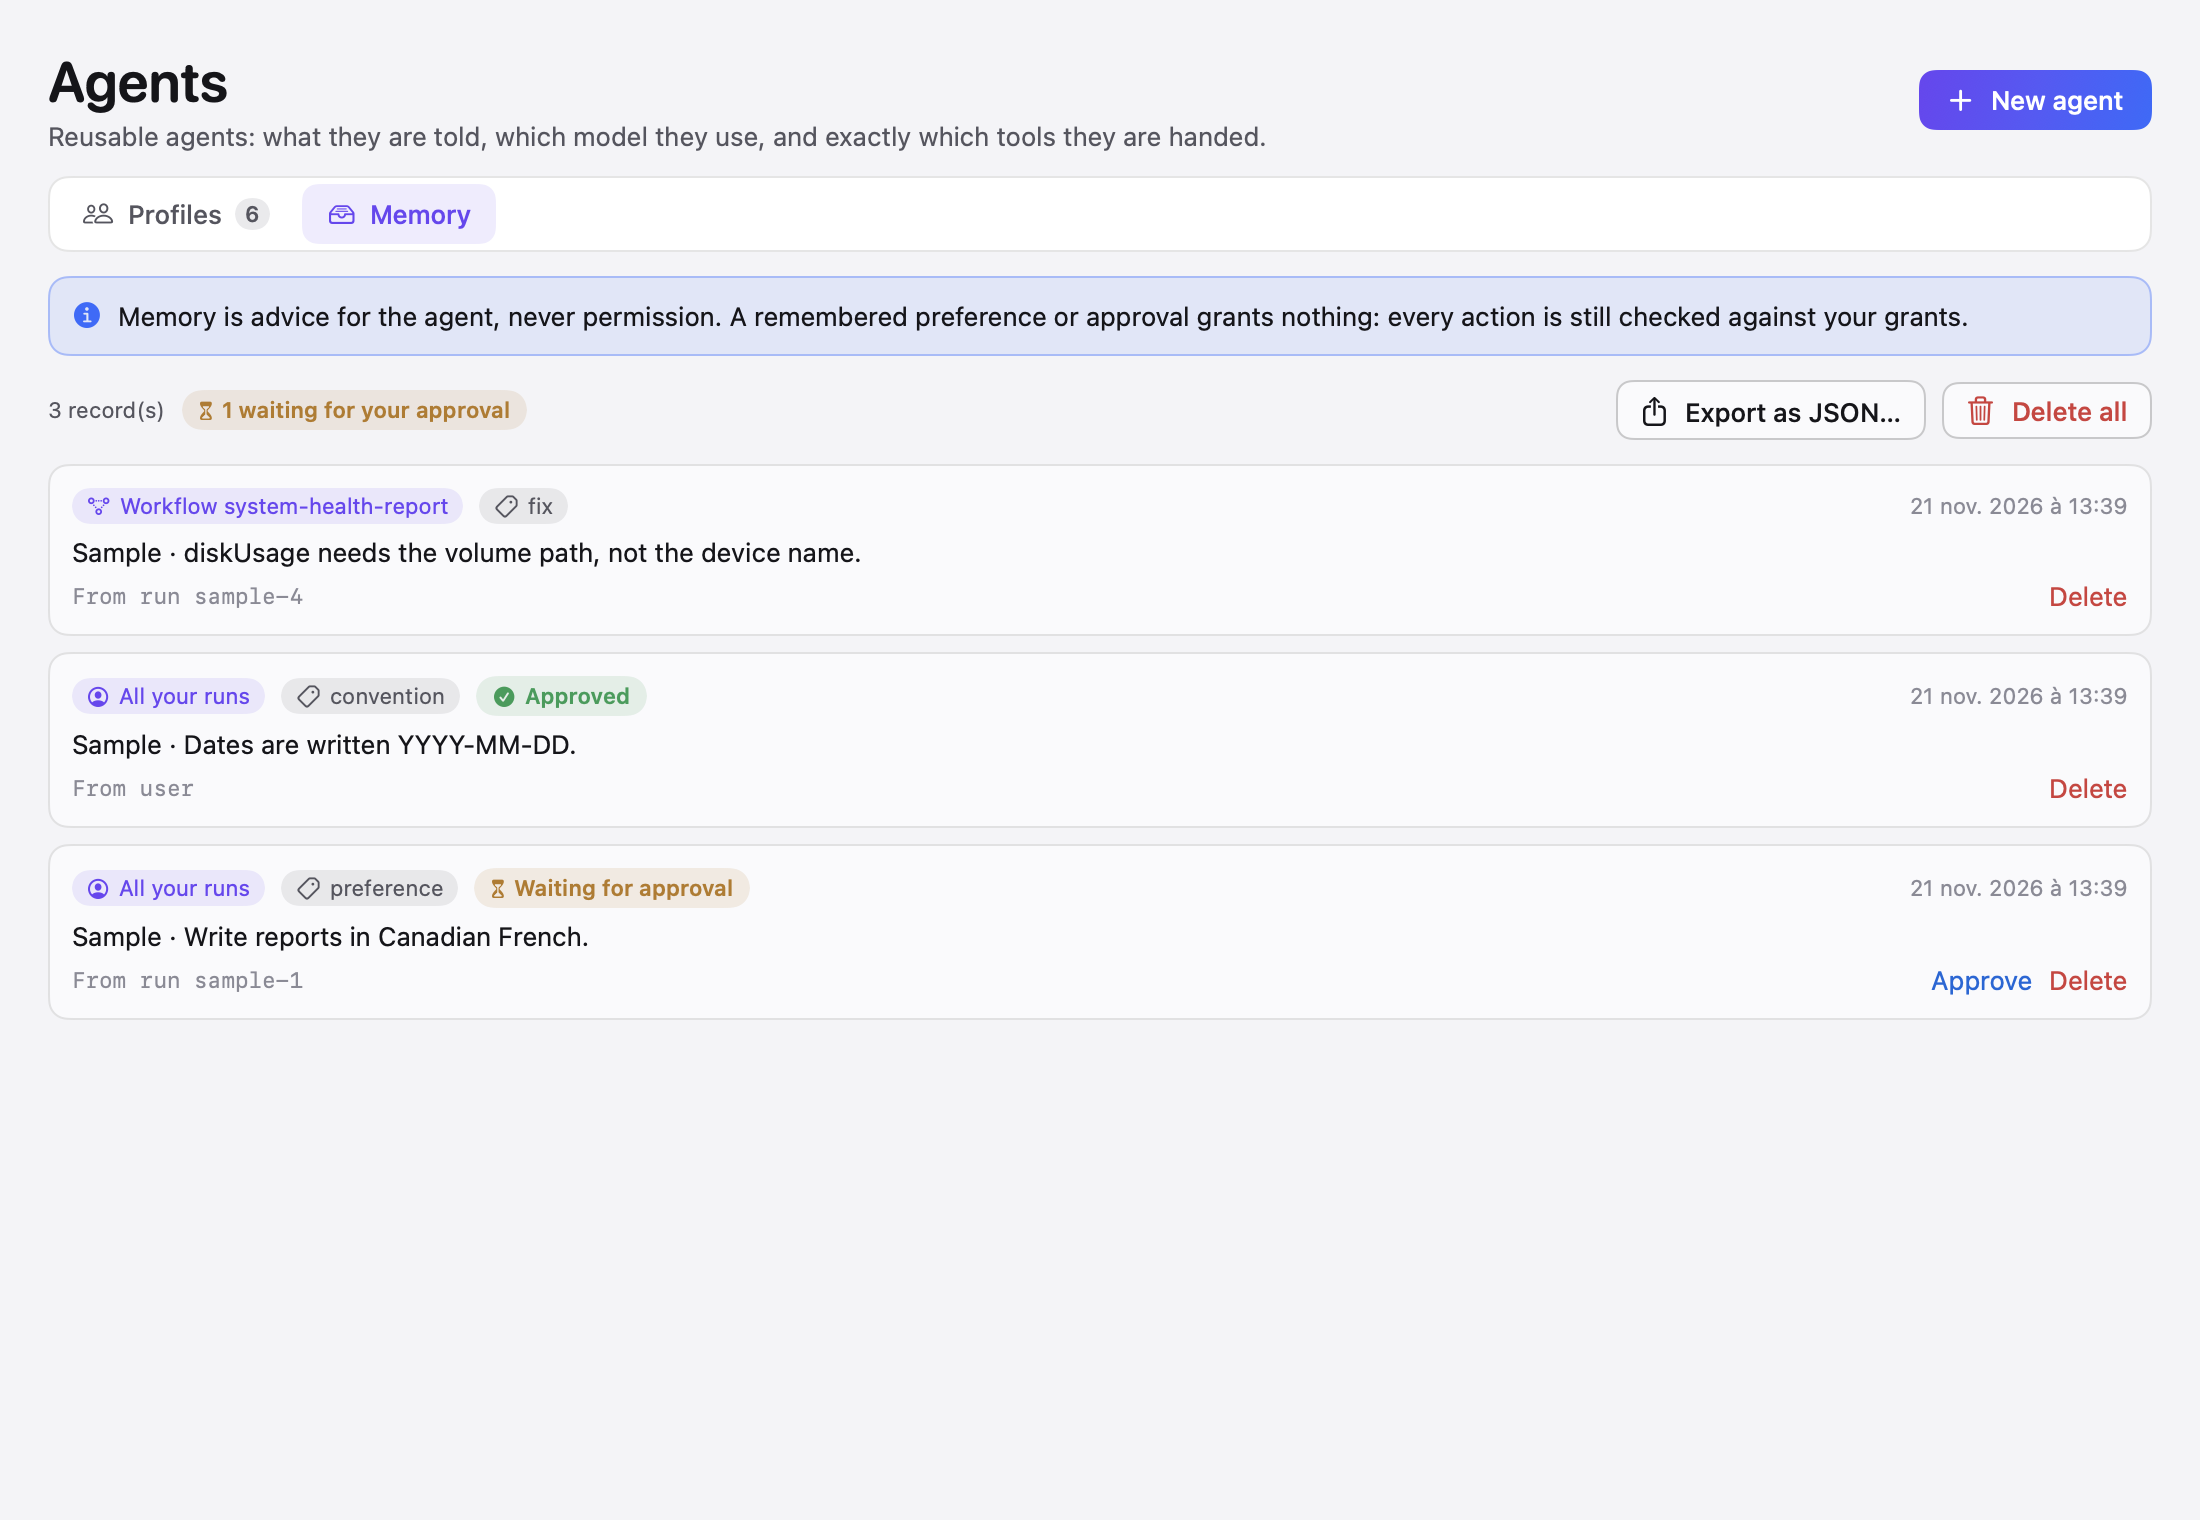 Agents
Reusable agents: what they are told, which model they use, and exactly which tools they are handed.
New agent
Profiles 6
Memory
Memory is advice for the agent, never permission. A remembered preference or approval grants nothing: every action is still checked against your grants.
3 record(s)
1 waiting for your approval
Export as JSON...
Delete all
Workflow system-health-report
fix
21 nov. 2026 à 13:39
Sample · diskUsage needs the volume path, not the device name.
From run sample-4
Delete
All your runs
convention
Approved
21 nov. 2026 à 13:39
Sample · Dates are written YYYY-MM-DD.
From user
Delete
All your runs
preference
Waiting for approval
21 nov. 2026 à 13:39
Sample · Write reports in Canadian French.
From run sample-1
Approve
Delete